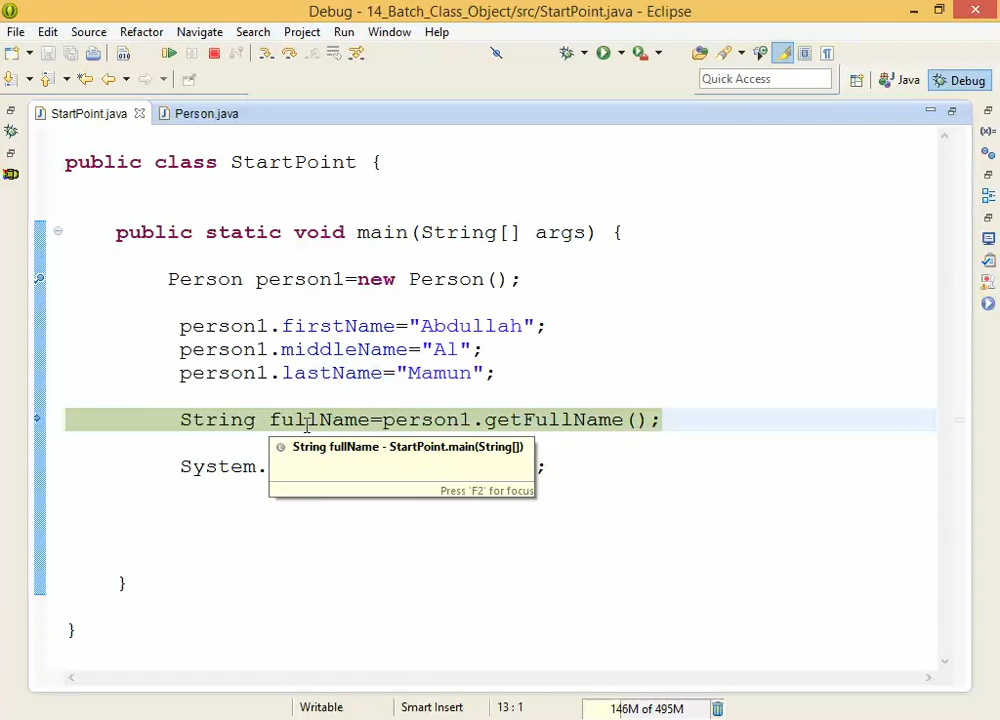 Debug - 14_Batch_Class_Object/src/StartPoint.java - Eclipse
File Edit Source Refactor Navigate Search Project Run Window Help
Quick Access Java Debug
StartPoint.java Person.java
public class StartPoint {
public static void main(String[] args) {
Person person1=new Person();
person1.firstName="Abdullah";
person1.middleName="Al";
person1.lastName="Mamun";
String fullName=person1.getFullName();
String fullName - StartPoint.main(String[])
System. ;
Press 'F2' for focus
}
}
Writable Smart Insert 13 : 1 146M of 495M